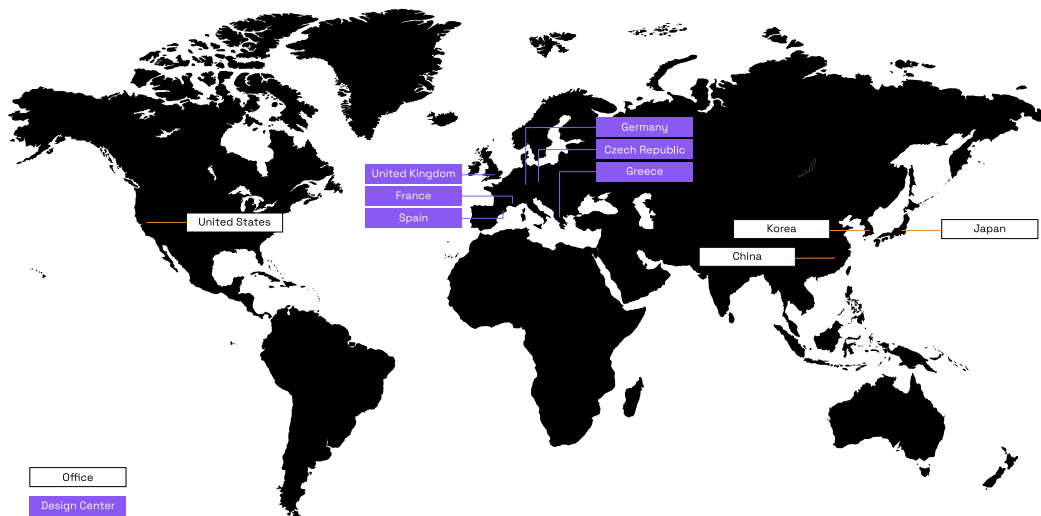 Germany
Czech Republic
United Kingdom
Greece
France
Spain
United States
Korea
Japan
China
Office
Design Center